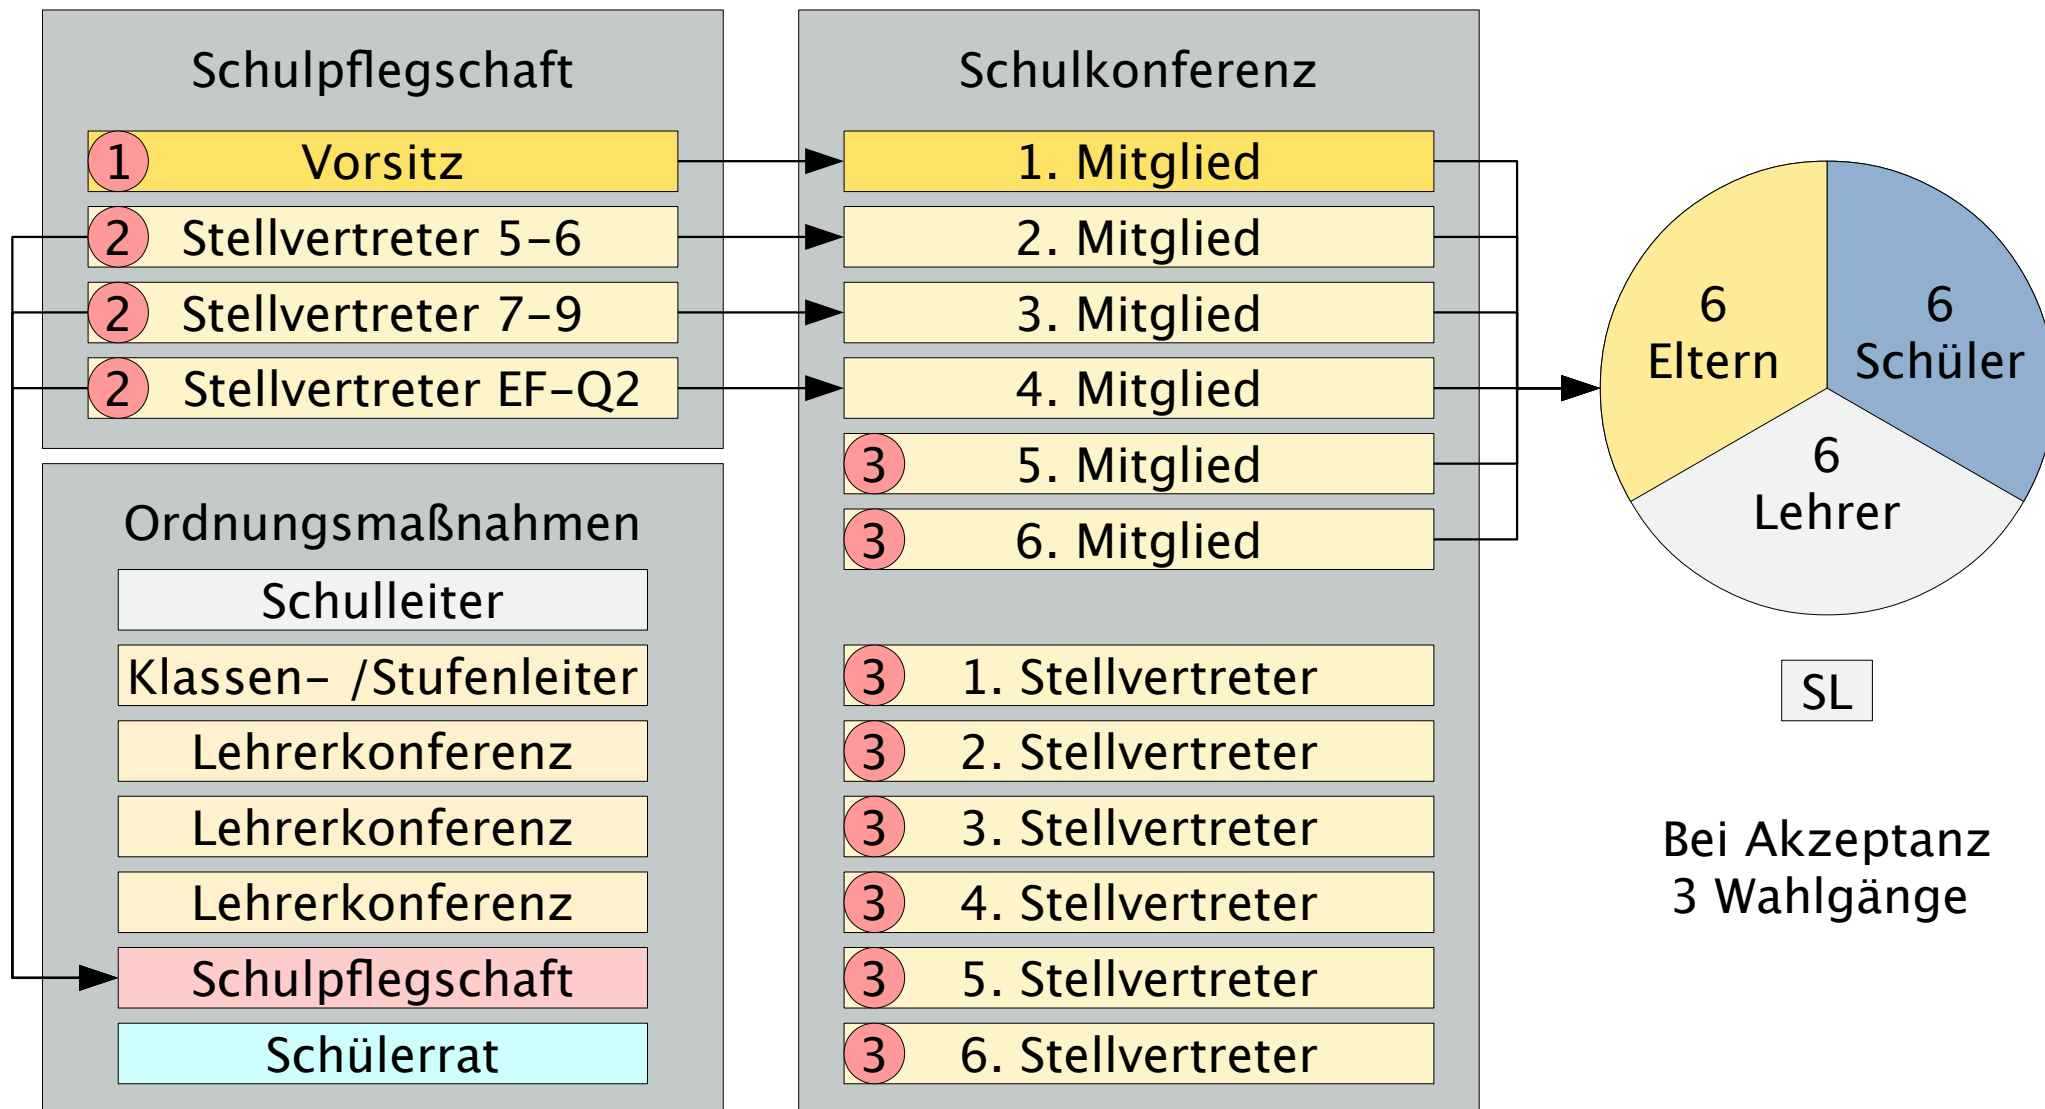 Schulpflegschaft
1 Vorsitz
2 Stellvertreter 5-6
2 Stellvertreter 7-9
2 Stellvertreter EF-Q2
Ordnungsmaßnahmen
Schulleiter
Klassen- /Stufenleiter
Lehrerkonferenz
Lehrerkonferenz
Lehrerkonferenz
Schulpflegschaft
Schülerrat
Schulkonferenz
1. Mitglied
2. Mitglied
3. Mitglied
4. Mitglied
3 5. Mitglied
3 6. Mitglied
3 1. Stellvertreter
3 2. Stellvertreter
3 3. Stellvertreter
3 4. Stellvertreter
3 5. Stellvertreter
3 6. Stellvertreter
6
Eltern
6
Schüler
6
Lehrer
SL
Bei Akzeptanz
3 Wahlgänge